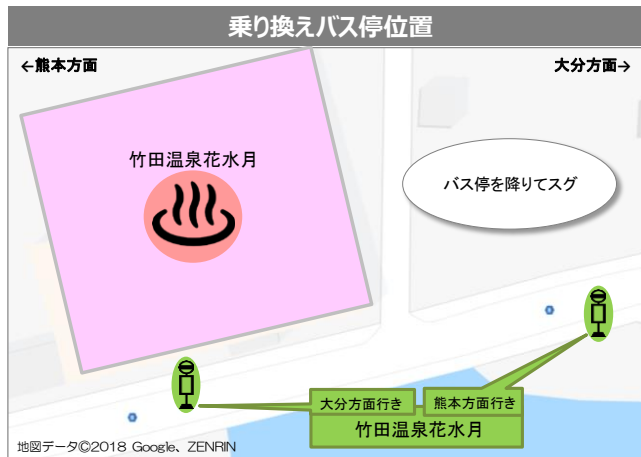 乗り換えバス停位置
←熊本方面
大分方面→
竹田温泉花水月
バス停を降りてスグ
大分方面行き
熊本方面行き
竹田温泉花水月
地図データ©2018 Google、ZENRIN